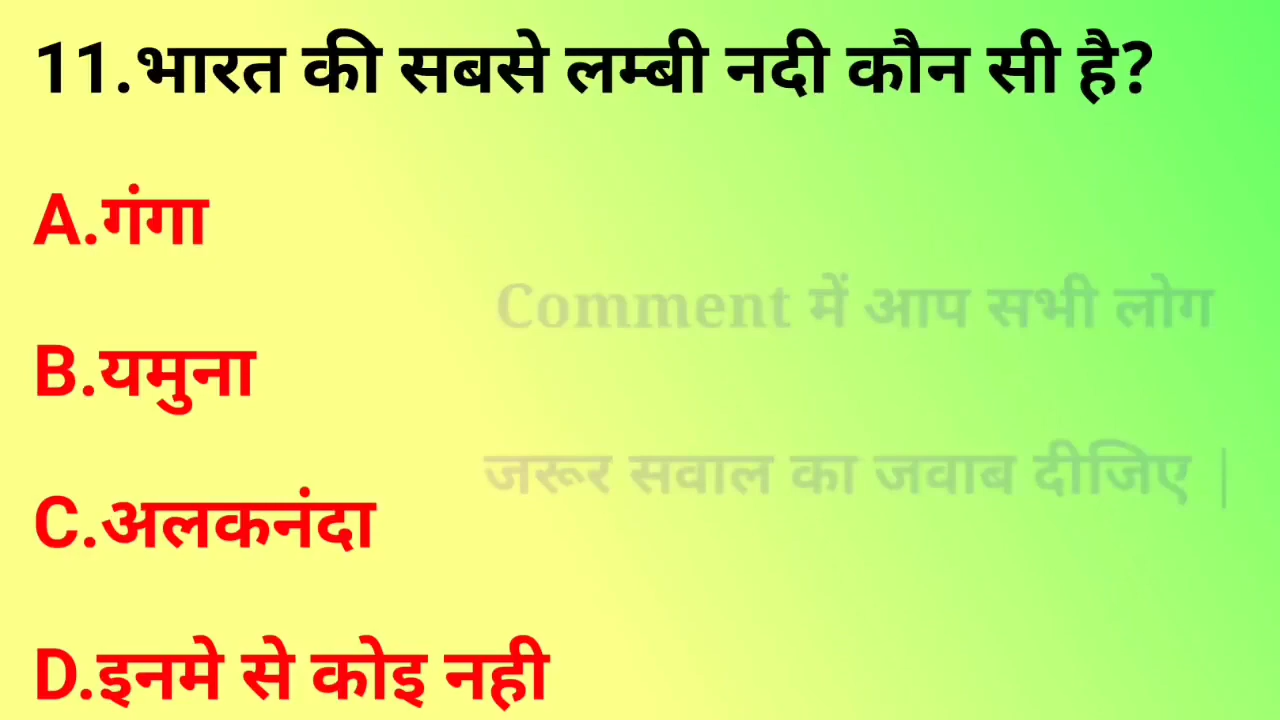 11.भारत की सबसे लम्बी नदी कौन सी है?
A.गंगा
Comment में आप सभी लोग
B.यमुना
जरूर सवाल का जवाब दीजिए |
C.अलकनंदा
D.इनमे से कोइ नही